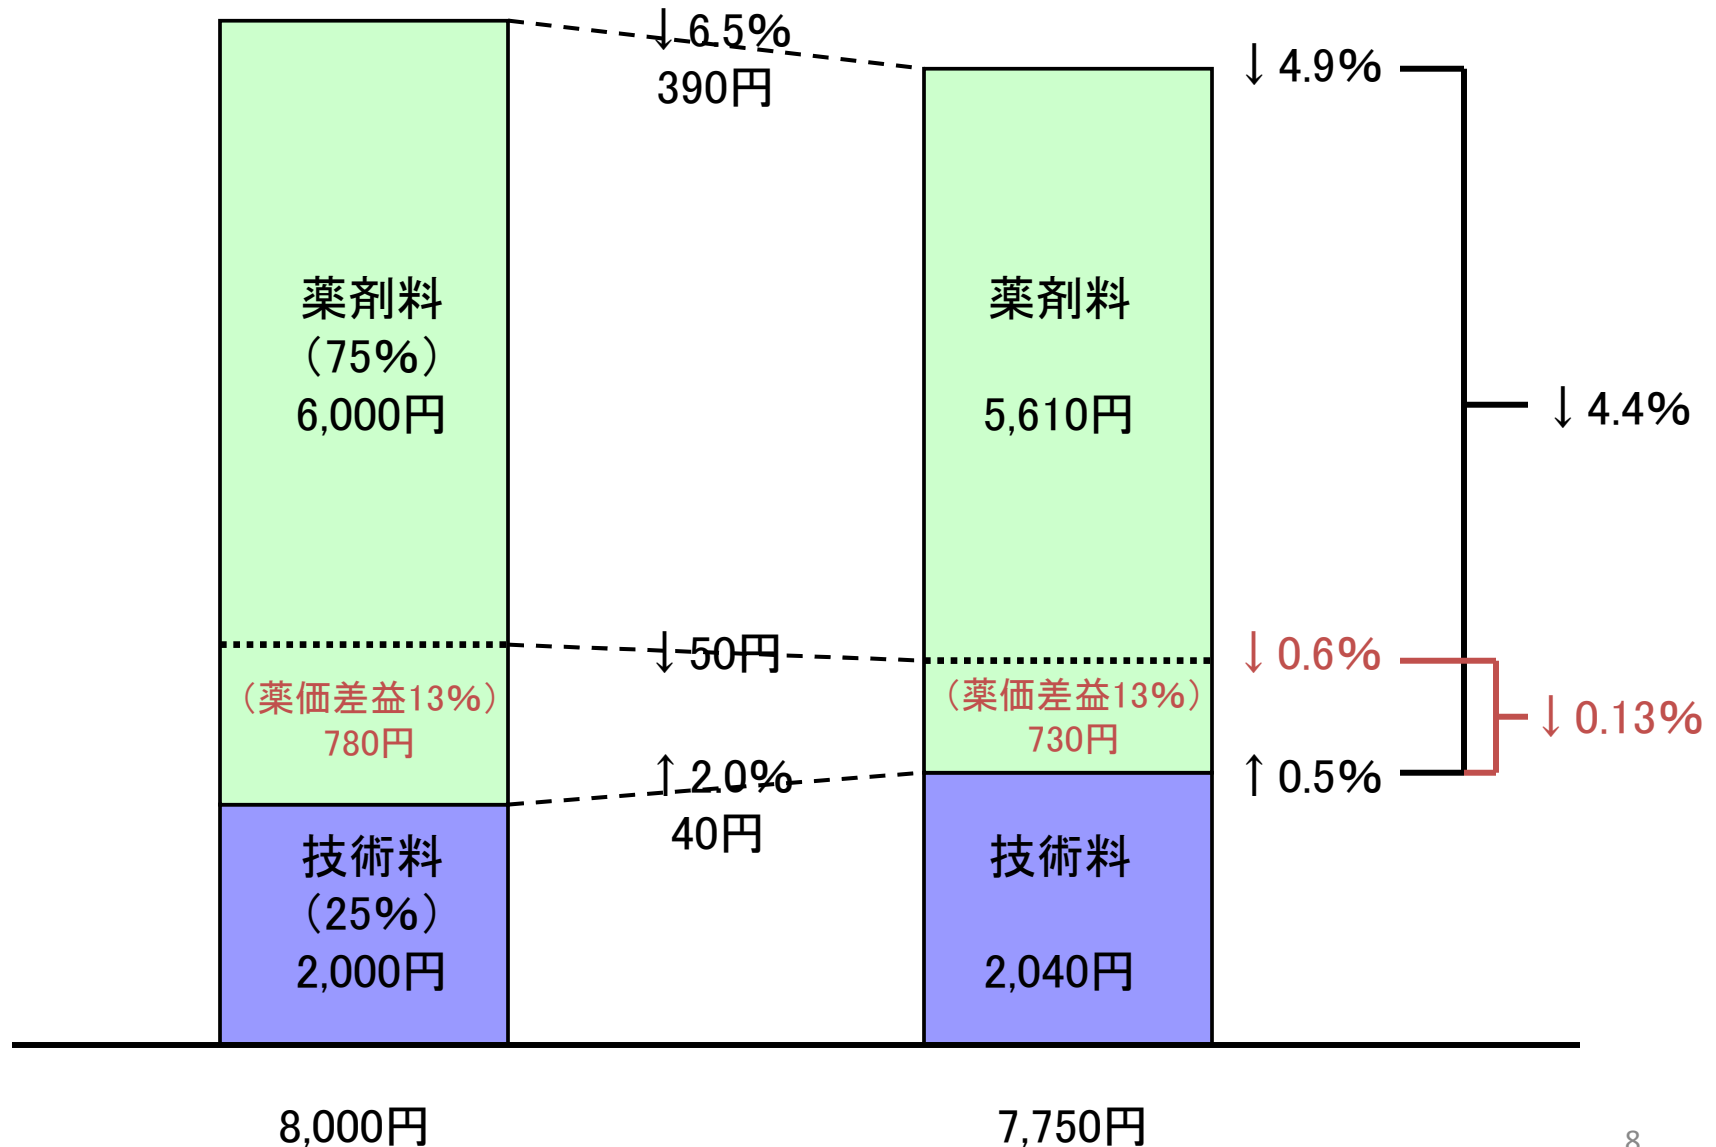 ↓6.5%
390円
↓4.9%
薬剤料
（75%）
6,000円
薬剤料
5,610円
↓4.4%
↓50円
↓0.6%
（薬価差益13%）
780円
（薬価差益13%）
730円
↓0.13%
↑2.0%
40円
↑0.5%
技術料
（25%）
2,000円
技術料
2,040円
8,000円
7,750円
8